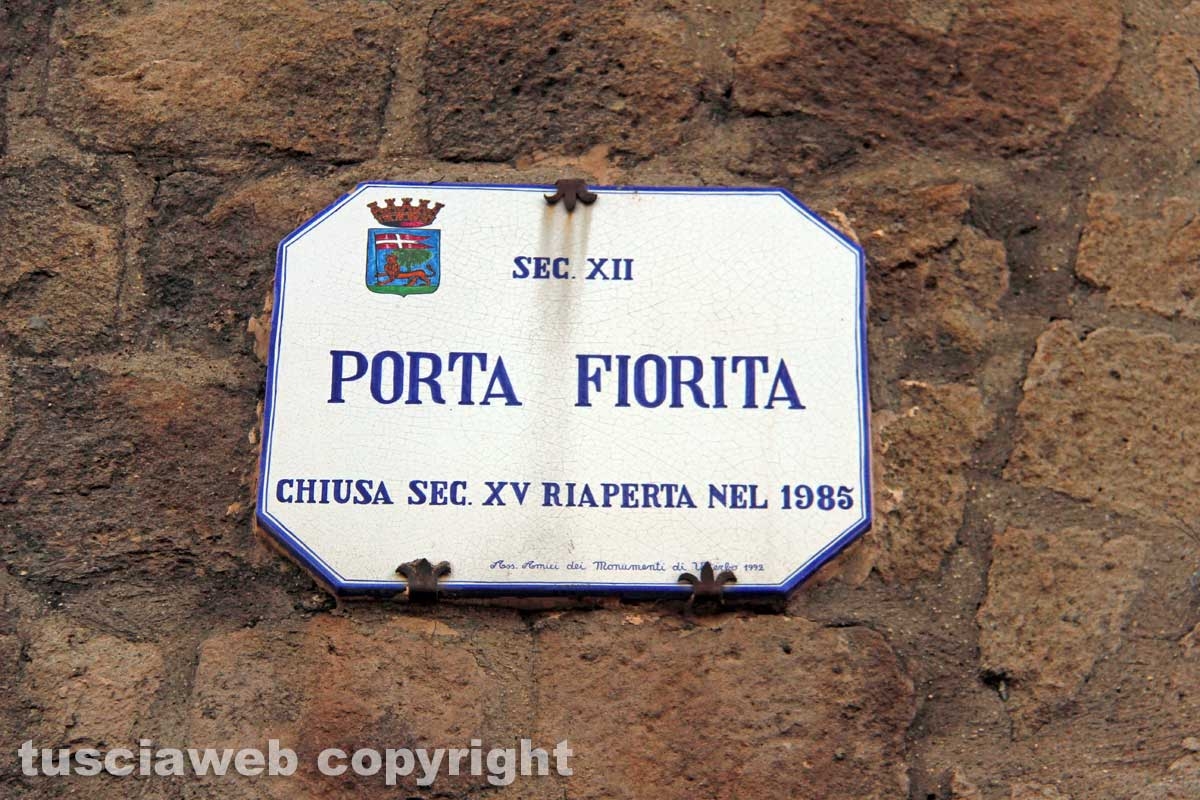 SEC. XII
PORTA FIORITA
CHIUSA SEC. XV RIAPERTA NEL 1985
Ass. Amici dei Monumenti di Viterbo 1992
tusciaweb copyright